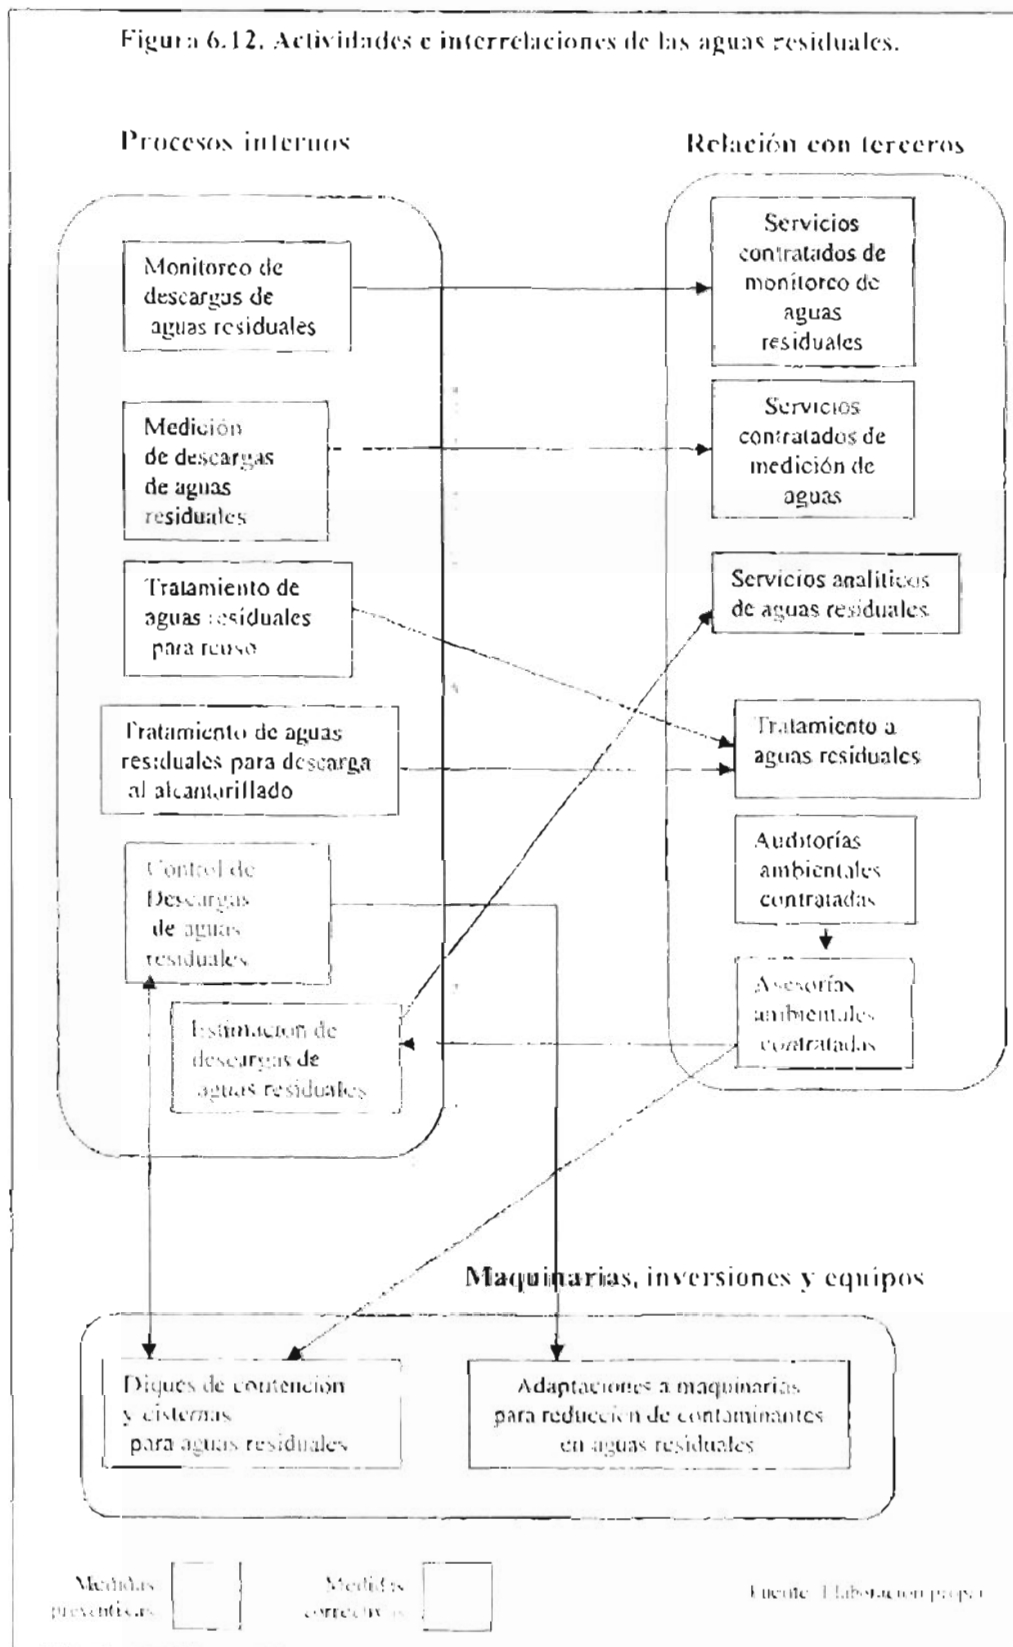 Figura 6.12. Actividades e interrelaciones de las aguas residuales.
Procesos internos
Relación con terceros
Monitoreo de
descargas de
aguas residuales
Servicios
contratados de
monitoreo de
aguas
residuales
Medición
de descargas
de aguas
residuales
Servicios
contratados de
medición de
aguas
Tratamiento de
aguas residuales
para reuso
Servicios analíticos
de aguas residuales
Tratamiento de aguas
residuales para descarga
al alcantarillado
Tratamiento a
aguas residuales
Control de
Descargas
de aguas
residuales
Auditorías
ambientales
contratadas
Estimación de
descargas de
aguas residuales
Asesorías
ambientales
contratadas
Maquinarias, inversiones y equipos
Diques de contención
y cisternas
para aguas residuales
Adaptaciones a maquinarias
para reducción de contaminantes
en aguas residuales
Medidas
preventivas
Medidas
correctivas
Fuente: Elaboración propia